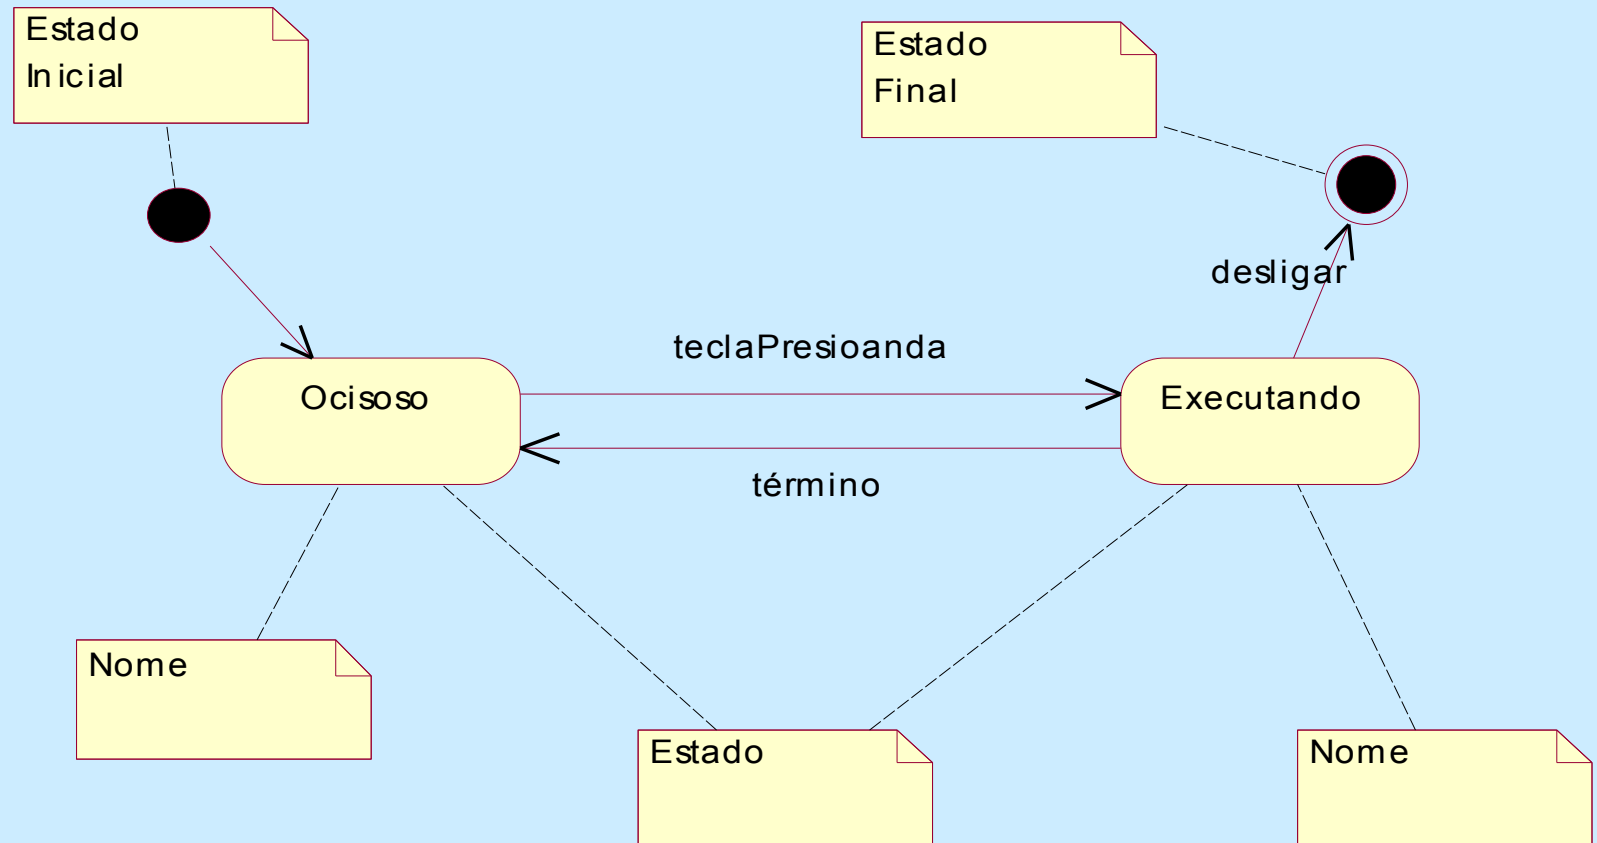 Estado
Inicial
Estado
Final
desligar
teclaPresioanda
Ocisoso
Executando
término
Nome
Estado
Nome